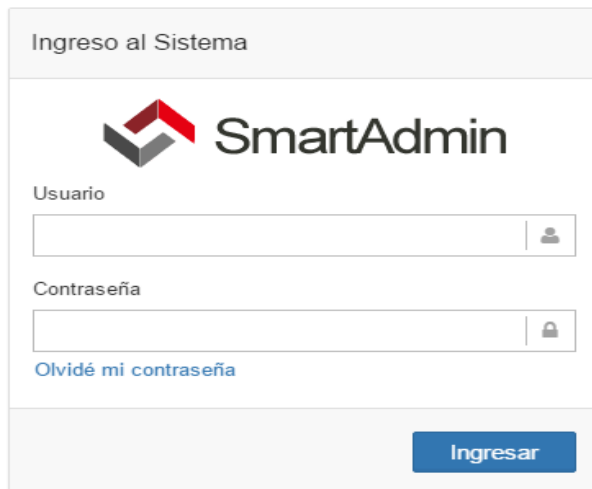 Ingreso al Sistema
SmartAdmin
Usuario
Contraseña
Olvidé mi contraseña
Ingresar